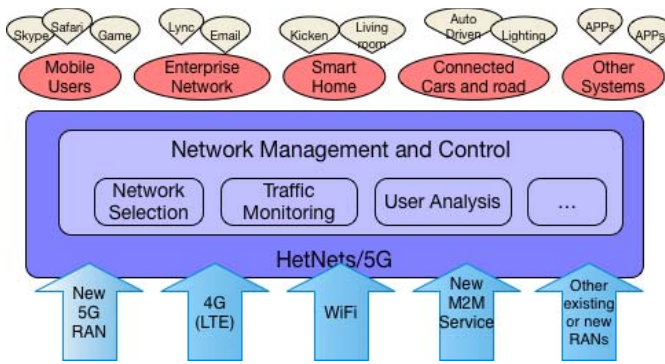 Skype Safari Game Lync Email Kicken Living room Auto Driven Lighting APPs APPs
Mobile Users
Enterprise Network
Smart Home
Connected Cars and road
Other Systems
Network Management and Control
Network Selection
Traffic Monitoring
User Analysis
...
HetNets/5G
New 5G RAN
4G (LTE)
WiFi
New M2M Service
Other existing or new RANs